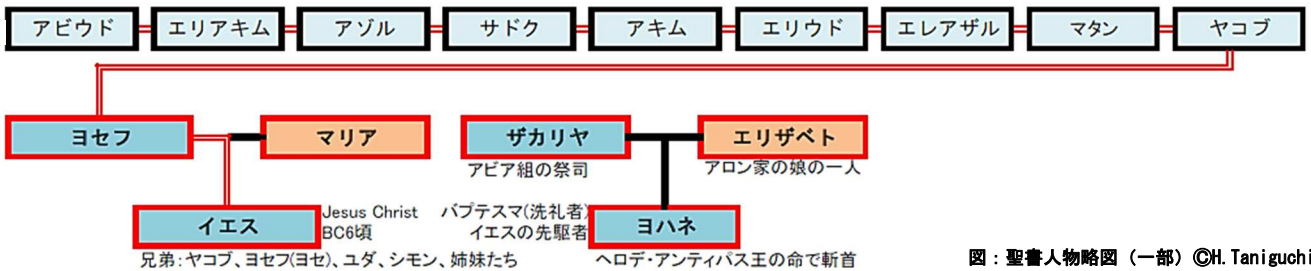 アビウド エリアキム アゾル サドク アキム エリウド エレアザル マタン ヤコブ
ヨセフ マリア ザカリヤ エリザベト
アビア組の祭司 アロン家の娘の一人
イエス
Jesus Christ
BC6頃
バプテスマ(洗礼者)
イエスの先駆者
ヨハネ
兄弟:ヤコブ、ヨセフ(ヨセ)、ユダ、シモン、姉妹たち
ヘロデ・アンティパス王の命で斬首
図:聖書人物略図(一部)ⒸH. Taniguchi